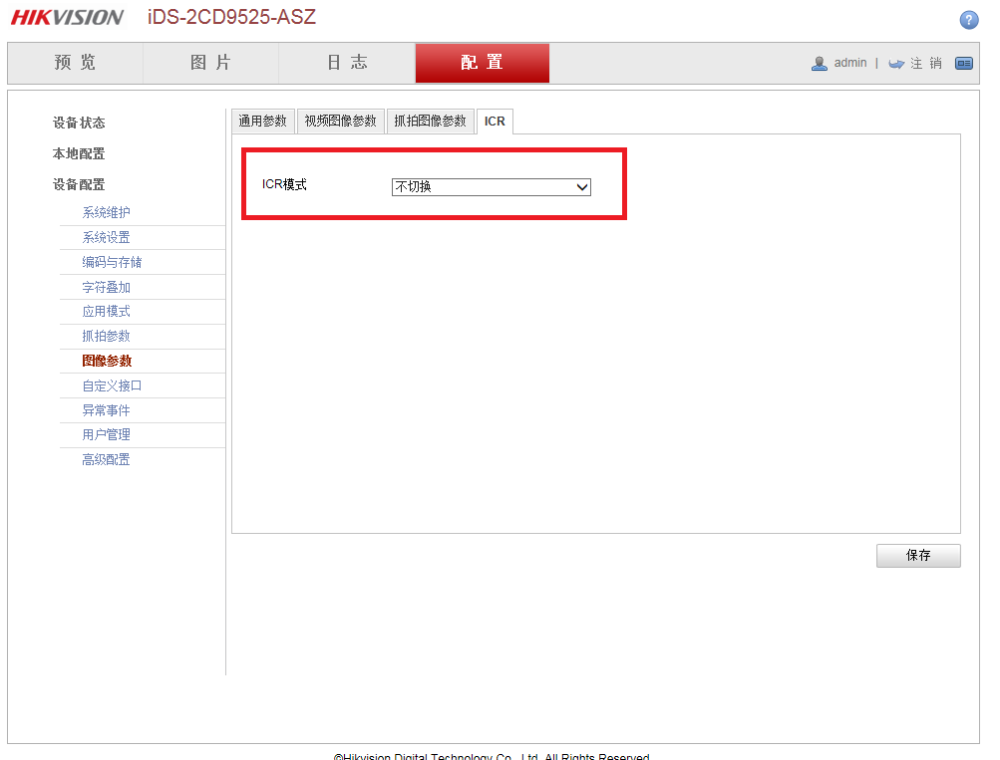 HIKVISION iDS-2CD9525-ASZ
预览 图片 日志 配置 admin | 注销
设备状态
本地配置
设备配置
系统维护
系统设置
编码与存储
字符叠加
应用模式
抓拍参数
图像参数
自定义接口
异常事件
用户管理
高级配置
通用参数 视频图像参数 抓拍图像参数 ICR
ICR模式 不切换
保存
©Hikvision Digital Technology Co., Ltd. All Rights Reserved.